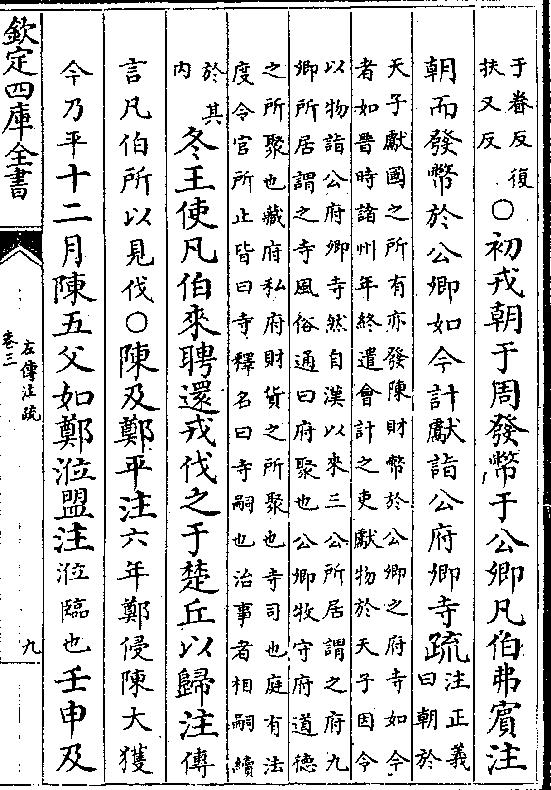 于眷反復
扶又反
○初戎朝于周發幣于公卿凡伯弗賓注
朝而發幣於公卿如今計獻詣公府卿寺疏
注正義
曰朝於
天子獻國之所有亦發陳財幣於公卿之府寺如今
者如晉時諸州年終遣會計之吏獻物於天子因令
以物詣公府卿寺然自漢以來三公所居謂之府九
卿所居謂之寺風俗通曰府聚也公卿牧守府道德
之所聚也藏府私府財貨之所聚也寺司也庭有法
度令官所止皆曰寺釋名曰寺嗣也治事者相嗣續
於其
内
冬王使凡伯來聘還戎伐之于楚丘以歸注傳
言凡伯所以見伐○陳及鄭平注六年鄭侵陳大獲
今乃平十二月陳五父如鄭涖盟注涖臨也壬申及
欽定四庫全書
左傳注疏
卷三
九